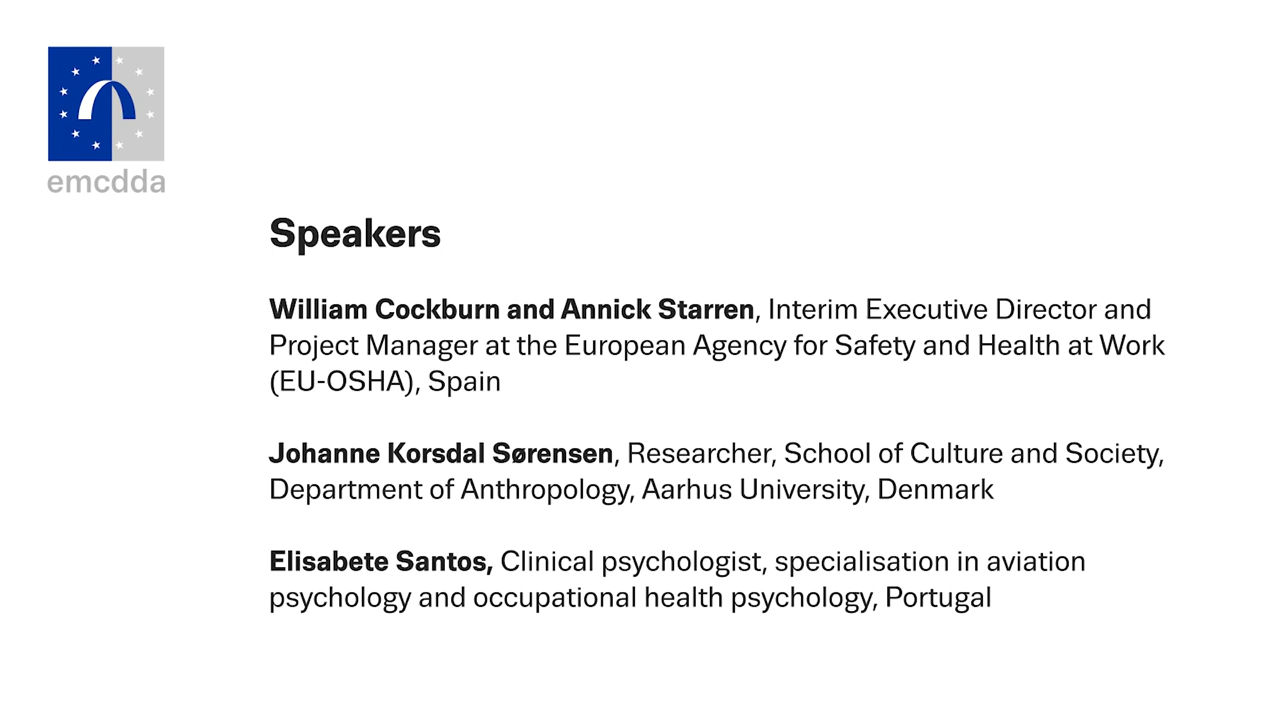 emcdda
Speakers
William Cockburn and Annick Starren, Interim Executive Director and
Project Manager at the European Agency for Safety and Health at Work
(EU-OSHA), Spain
Johanne Korsdal Sørensen, Researcher, School of Culture and Society,
Department of Anthropology, Aarhus University, Denmark
Elisabete Santos, Clinical psychologist, specialisation in aviation
psychology and occupational health psychology, Portugal